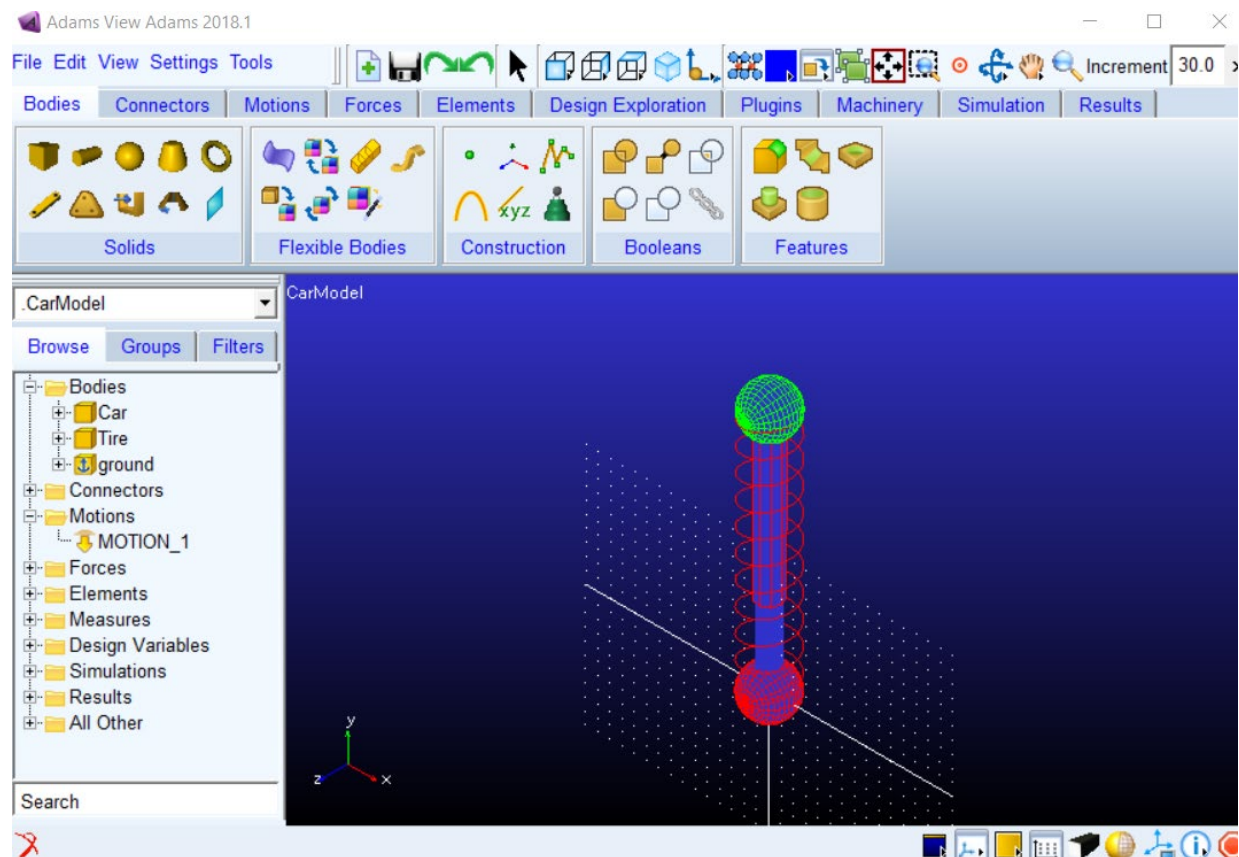 Adams View Adams 2018.1
File Edit View Settings Tools
Increment 30.0
Bodies Connectors Motions Forces Elements Design Exploration Plugins Machinery Simulation Results
xyz
Solids Flexible Bodies Construction Booleans Features
.CarModel
CarModel
Browse Groups Filters
Bodies
Car
Tire
ground
Connectors
Motions
MOTION_1
Forces
Elements
Measures
Design Variables
Simulations
Results
All Other
y
z x
Search